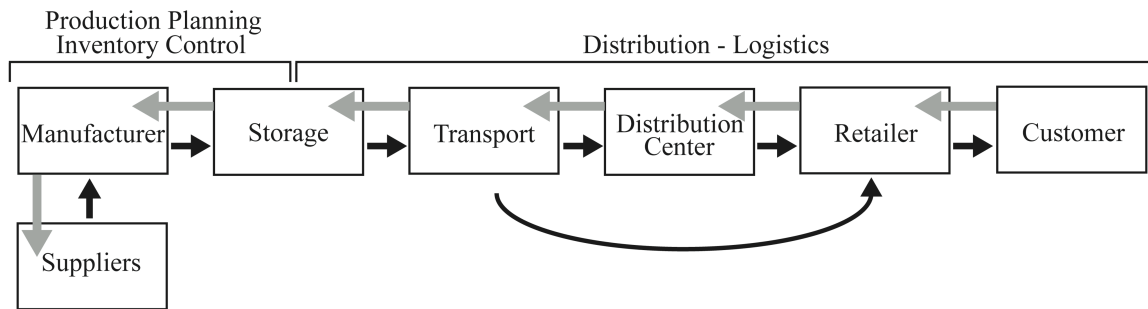 Production Planning
Inventory Control
Distribution - Logistics
Manufacturer
Storage
Transport
Distribution
Center
Retailer
Customer
Suppliers